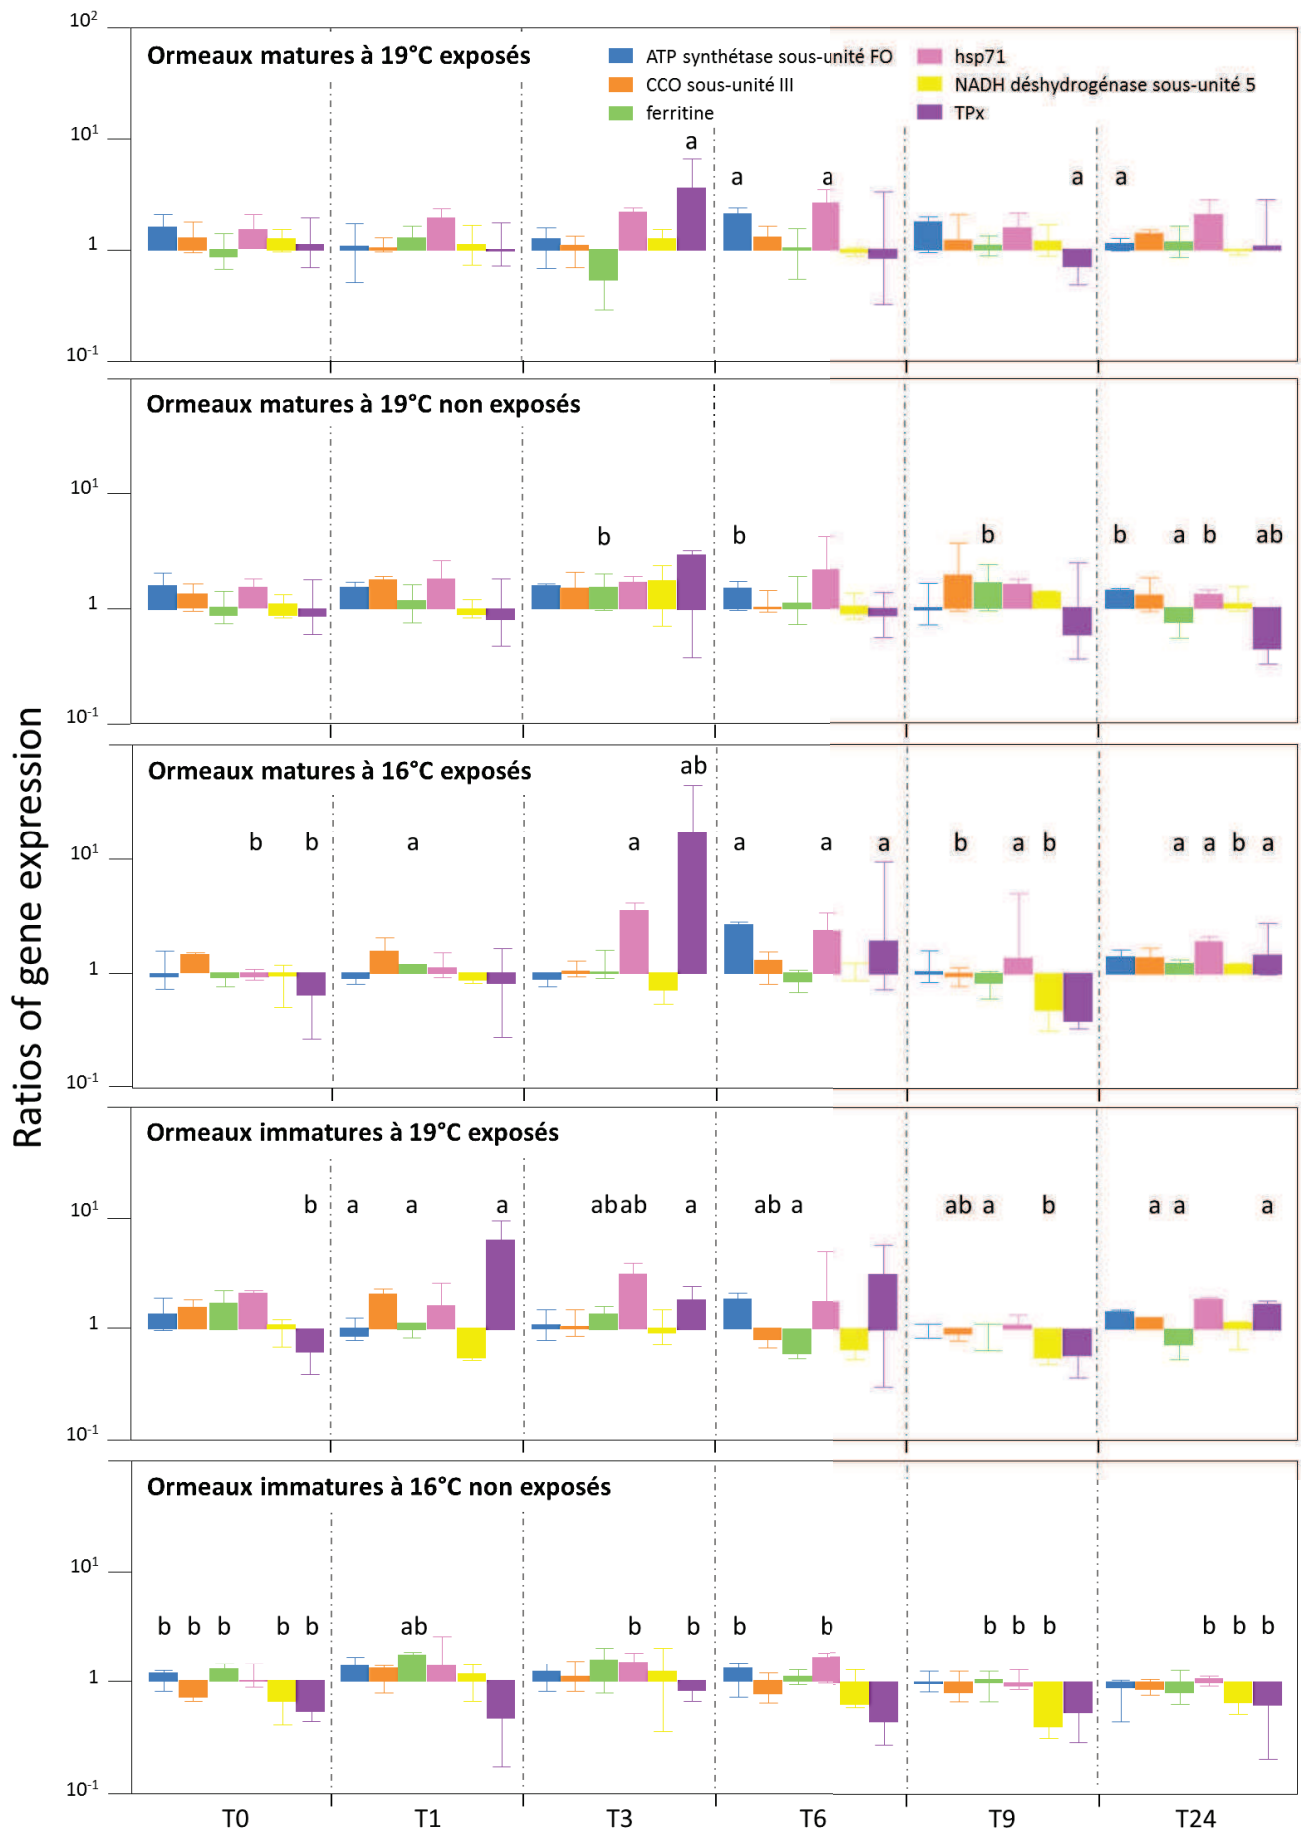 Ratios of gene expression
10²
Ormeaux matures à 19°C exposés
ATP synthétase sous-unité FO
hsp71
CCO sous-unité III
NADH déshydrogénase sous-unité 5
ferritine
TPx
10¹
a
a a a a
1
10⁻¹
Ormeaux matures à 19°C non exposés
10¹
b b b b a b ab
1
10⁻¹
Ormeaux matures à 16°C exposés
ab
10¹
b b a a a a a b a b a a b a
1
10⁻¹
Ormeaux immatures à 19°C exposés
10¹
b a a a ab ab a ab a ab a b a a a
1
10⁻¹
Ormeaux immatures à 16°C non exposés
10¹
b b b b b ab b b b b b b b b b b
1
10⁻¹
T0 T1 T3 T6 T9 T24